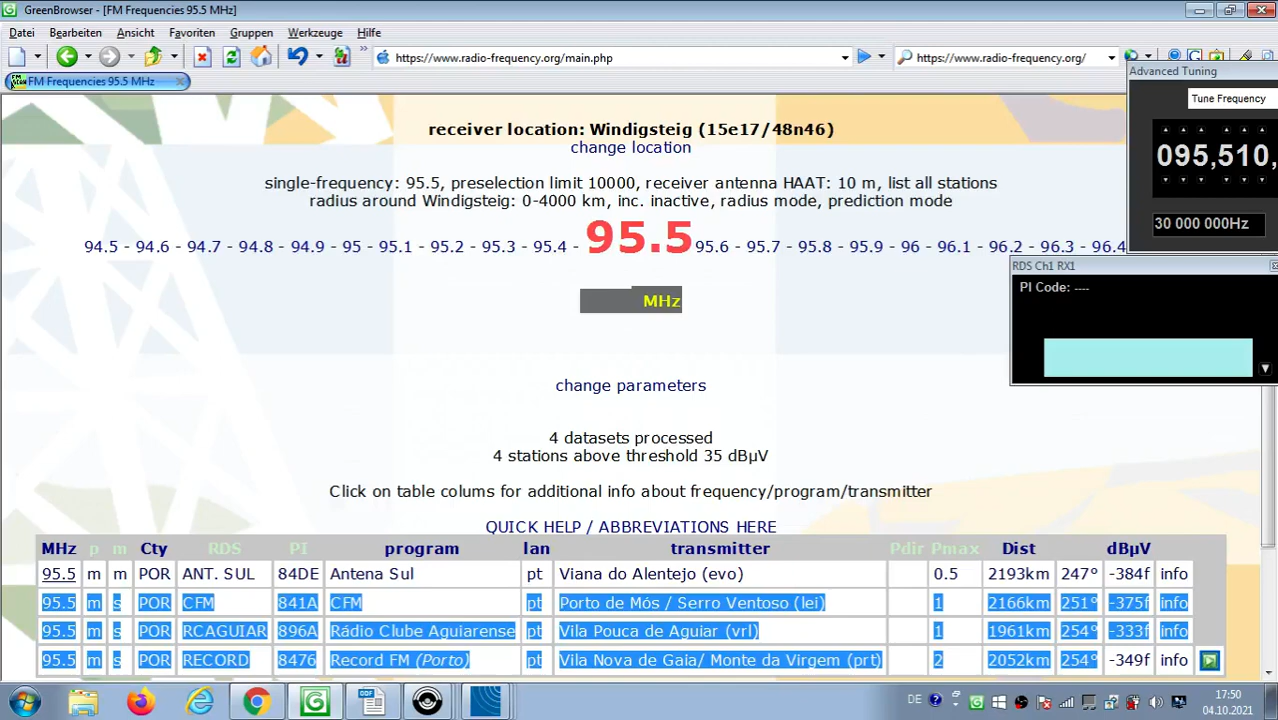 GreenBrowser - [FM Frequencies 95.5 MHz]
Datei Bearbeiten Ansicht Favoriten Gruppen Werkzeuge Hilfe
https://www.radio-frequency.org/main.php
https://www.radio-frequency.org/
FM Frequencies 95.5 MHz
Advanced Tuning
Tune Frequency
095,510,
30 000 000Hz
RDS Ch1 RX1
PI Code: ----
receiver location: Windigsteig (15e17/48n46)
change location
single-frequency: 95.5, preselection limit 10000, receiver antenna HAAT: 10 m, list all stations
radius around Windigsteig: 0-4000 km, inc. inactive, radius mode, prediction mode
94.5 - 94.6 - 94.7 - 94.8 - 94.9 - 95 - 95.1 - 95.2 - 95.3 - 95.4 - 95.5 95.6 - 95.7 - 95.8 - 95.9 - 96 - 96.1 - 96.2 - 96.3 - 96.4
MHz
change parameters
4 datasets processed
4 stations above threshold 35 dBµV
Click on table colums for additional info about frequency/program/transmitter
QUICK HELP / ABBREVIATIONS HERE
MHz p m Cty RDS PI program lan transmitter Pdir Pmax Dist dBµV
95.5 m m POR ANT. SUL 84DE Antena Sul pt Viana do Alentejo (evo) 0.5 2193km 247° -384f info
95.5 m s POR CFM 841A CFM pt Porto de Mós / Serro Ventoso (lei) 1 2166km 251° -375f info
95.5 m s POR RCAGUIAR 896A Rádio Clube Aguiarense pt Vila Pouca de Aguiar (vrl) 1 1961km 254° -333f info
95.5 m s POR RECORD 8476 Record FM (Porto) pt Vila Nova de Gaia/ Monte da Virgem (prt) 2 2052km 254° -349f info
DE
17:50
04.10.2021